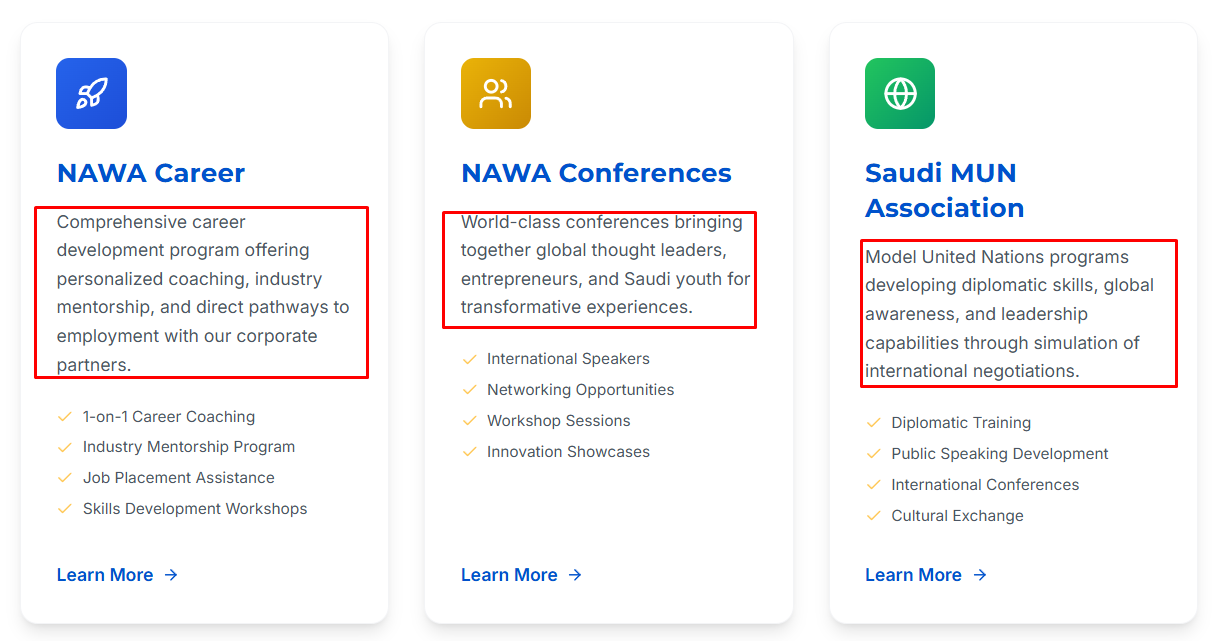 NAWA Career
Comprehensive career
development program offering
personalized coaching, industry
mentorship, and direct pathways to
employment with our corporate
partners.
1-on-1 Career Coaching
Industry Mentorship Program
Job Placement Assistance
Skills Development Workshops
Learn More
NAWA Conferences
World-class conferences bringing
together global thought leaders,
entrepreneurs, and Saudi youth for
transformative experiences.
International Speakers
Networking Opportunities
Workshop Sessions
Innovation Showcases
Learn More
Saudi MUN
Association
Model United Nations programs
developing diplomatic skills, global
awareness, and leadership
capabilities through simulation of
international negotiations.
Diplomatic Training
Public Speaking Development
International Conferences
Cultural Exchange
Learn More